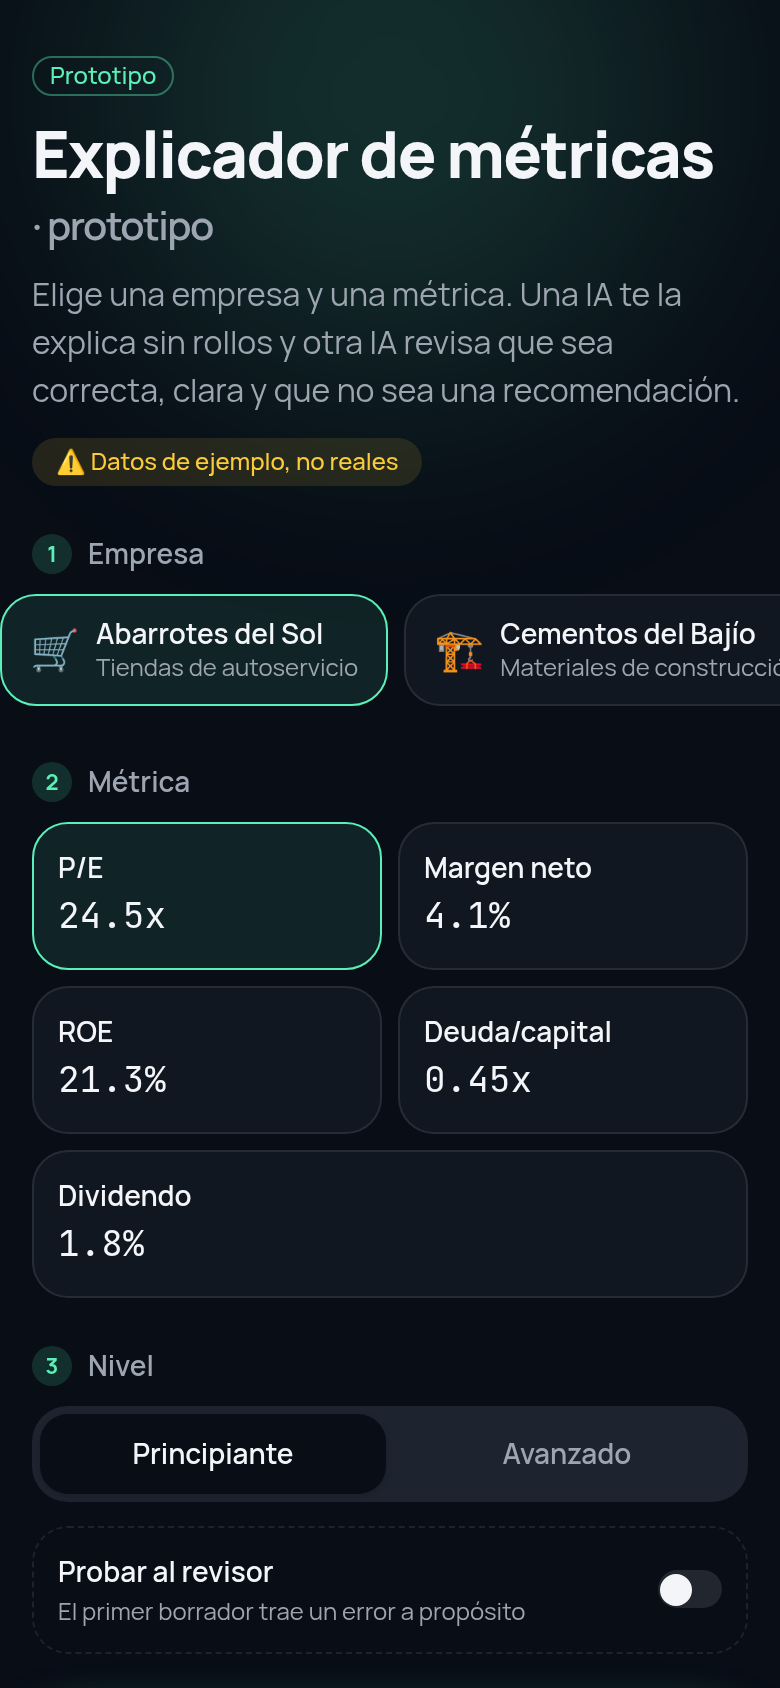 Prototipo
Explicador de métricas
· prototipo
Elige una empresa y una métrica. Una IA te la
explica sin rollos y otra IA revisa que sea
correcta, clara y que no sea una recomendación.
⚠️ Datos de ejemplo, no reales
1 Empresa
Abarrotes del Sol
Tiendas de autoservicio
Cementos del Bajío
Materiales de construcció
2 Métrica
P/E
24.5x
Margen neto
4.1%
ROE
21.3%
Deuda/capital
0.45x
Dividendo
1.8%
3 Nivel
Principiante
Avanzado
Probar al revisor
El primer borrador trae un error a propósito